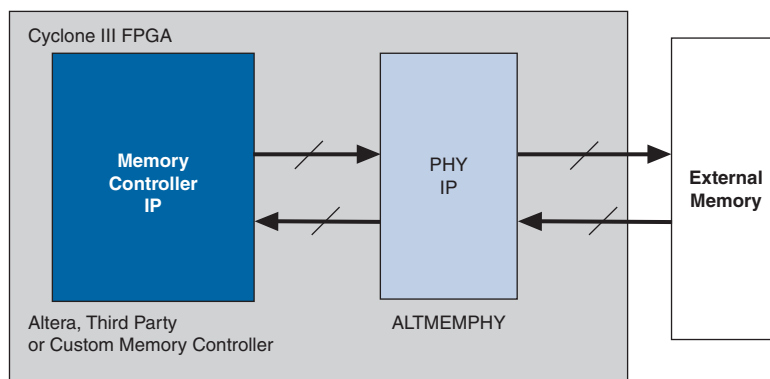 Cyclone III FPGA
Memory
Controller
IP
PHY
IP
External
Memory
Altera, Third Party
or Custom Memory Controller
ALTMEMPHY